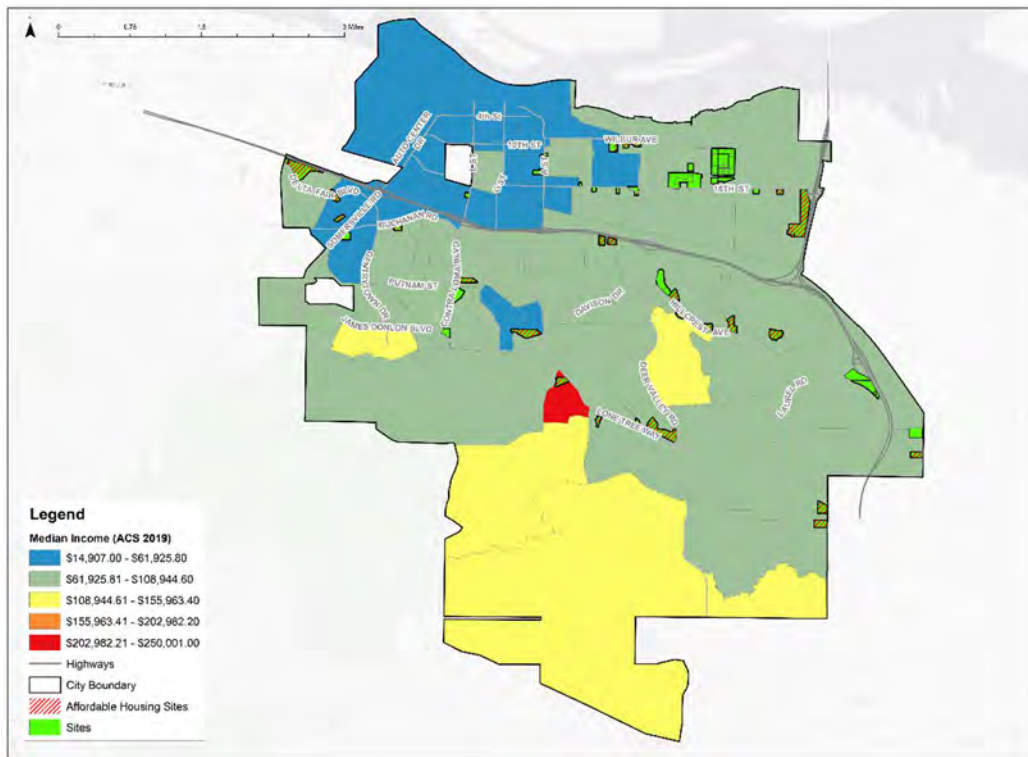 0 0.75 1.5
4th St
AUTO CENTER DR
10TH ST
WILBUR AVE
L ST
G ST
A ST
18TH ST
DELTA FAIR BLVD
SOMERSVILLE RD
BUCHANAN RD
GENTRYTOWN DR
PUTNAM ST
CONTRA LOMA BLVD
DAVISON DR
HILLCREST AVE
JAMES DONLON BLVD
DEER VALLEY RD
LAUREL RD
LONE TREE WAY
Legend
Median Income (ACS 2019)
$14,907.00 - $61,925.80
$61,925.81 - $108,944.60
$108,944.61 - $155,963.40
$155,963.41 - $202,982.20
$202,982.21 - $250,001.00
Highways
City Boundary
Affordable Housing Sites
Sites